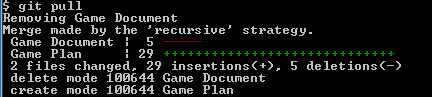 $ git pull
Removing Game Document
Merge made by the 'recursive' strategy.
Game Document | 5 -----
Game Plan | 29 +++++++++++++++++++++++++++++
2 files changed, 29 insertions(+), 5 deletions(-)
delete mode 100644 Game Document
create mode 100644 Game Plan